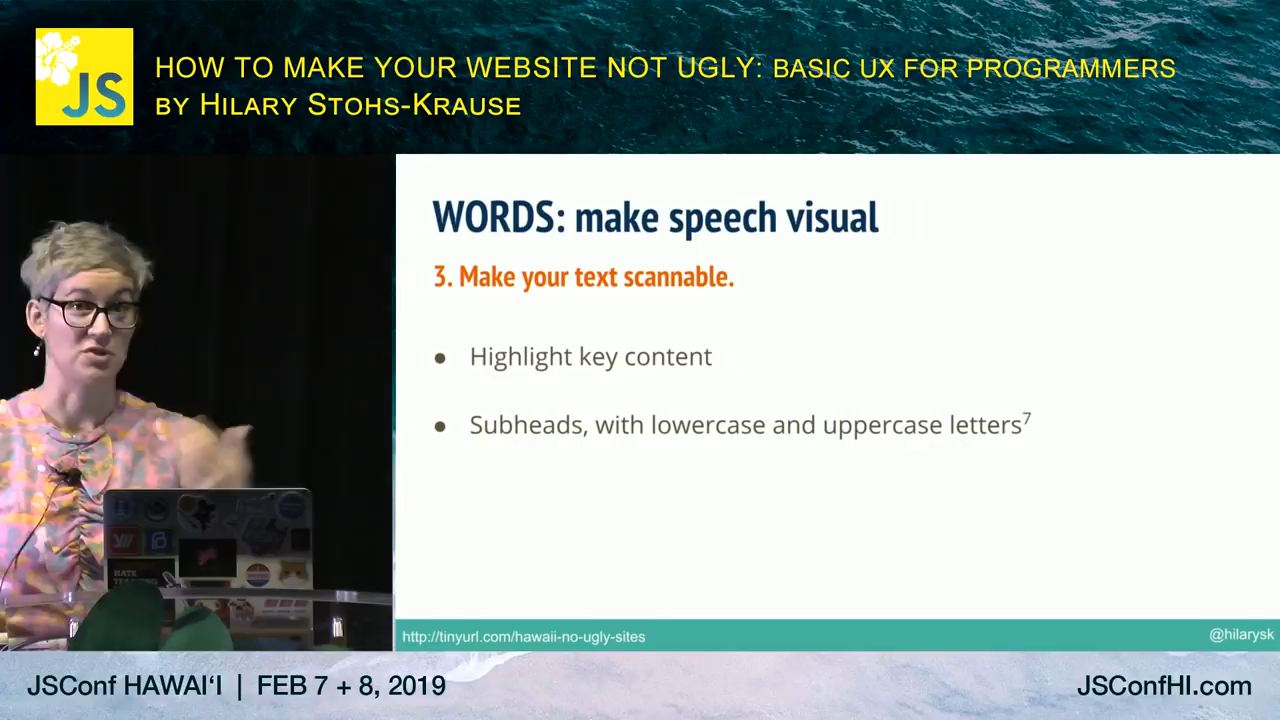 JS
HOW TO MAKE YOUR WEBSITE NOT UGLY: BASIC UX FOR PROGRAMMERS
BY HILARY STOHS-KRAUSE
WORDS: make speech visual
3. Make your text scannable.
● Highlight key content
● Subheads, with lowercase and uppercase letters⁷
HATE
http://tinyurl.com/hawaii-no-ugly-sites
@hilarysk
JSConf HAWAIʻI | FEB 7 + 8, 2019
JSConfHI.com